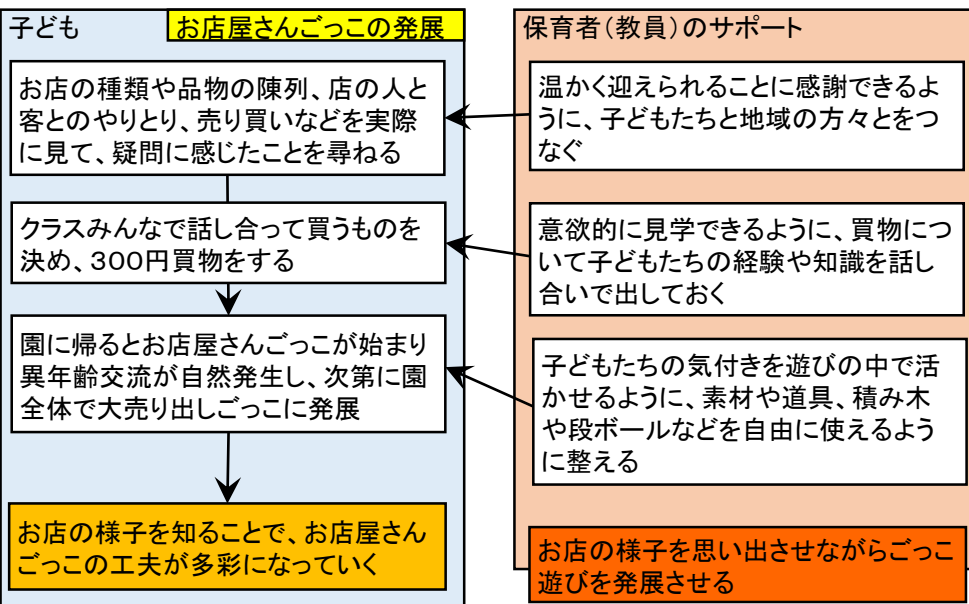 子ども
お店屋さんごっこの発展
お店の種類や品物の陳列、店の人と
客とのやりとり、売り買いなどを実際
に見て、疑問に感じたことを尋ねる
クラスみんなで話し合って買うものを
決め、300円買物をする
園に帰るとお店屋さんごっこが始まり
異年齢交流が自然発生し、次第に園
全体で大売り出しごっこに発展
お店の様子を知ることで、お店屋さん
ごっこの工夫が多彩になっていく
保育者(教員)のサポート
温かく迎えられることに感謝できるよ
うに、子どもたちと地域の方々とをつ
なぐ
意欲的に見学できるように、買物につ
いて子どもたちの経験や知識を話し
合いで出しておく
子どもたちの気付きを遊びの中で活
かせるように、素材や道具、積み木
や段ボールなどを自由に使えるよう
に整える
お店の様子を思い出させながらごっこ
遊びを発展させる